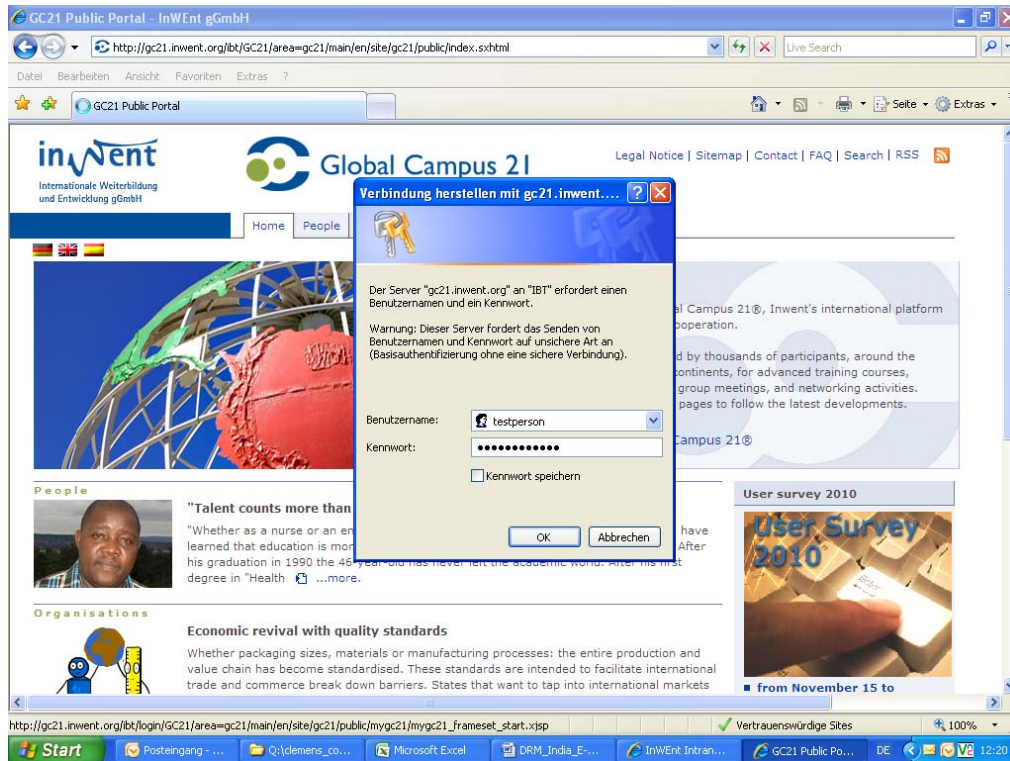 GC21 Public Portal - InWEnt gGmbH
http://gc21.inwent.org/ibt/GC21/area=gc21/main/en/site/gc21/public/index.sxhtml
Live Search
Datei Bearbeiten Ansicht Favoriten Extras ?
GC21 Public Portal
Seite Extras
inwent
Internationale Weiterbildung
und Entwicklung gGmbH
Global Campus 21
Legal Notice | Sitemap | Contact | FAQ | Search | RSS
Home People
Verbindung herstellen mit gc21.inwent....
Der Server "gc21.inwent.org" an "IBT" erfordert einen
Benutzernamen und ein Kennwort.
Warnung: Dieser Server fordert das Senden von
Benutzernamen und Kennwort auf unsichere Art an
(Basisauthentifizierung ohne eine sichere Verbindung).
Benutzername: testperson
Kennwort: ●●●●●●●●●●●●
Kennwort speichern
OK Abbrechen
Campus 21®, Inwent's international platform
d by thousands of participants, around the
continents, for advanced training courses,
group meetings, and networking activities.
pages to follow the latest developments.
Campus 21®
People
"Talent counts more than
"Whether as a nurse or an en have
learned that education is mor After
his graduation in 1990 the 46-year-old has never left the academic world. After his first
degree in "Health ...more.
Organisations
Economic revival with quality standards
Whether packaging sizes, materials or manufacturing processes: the entire production and
value chain has become standardised. These standards are intended to facilitate international
trade and commerce break down barriers. States that want to tap into international markets
User survey 2010
User Survey
2010
Enter
from November 15 to
http://gc21.inwent.org/ibt/login/GC21/area=gc21/main/en/site/gc21/public/mygc21/mygc21_frameset_start.xjsp
Vertrauenswürdige Sites
100%
Start
Posteingang - ...
Q:\clemens_co...
Microsoft Excel
DRM_India_E-...
InWEnt Intran...
GC21 Public Po...
DE
12:20